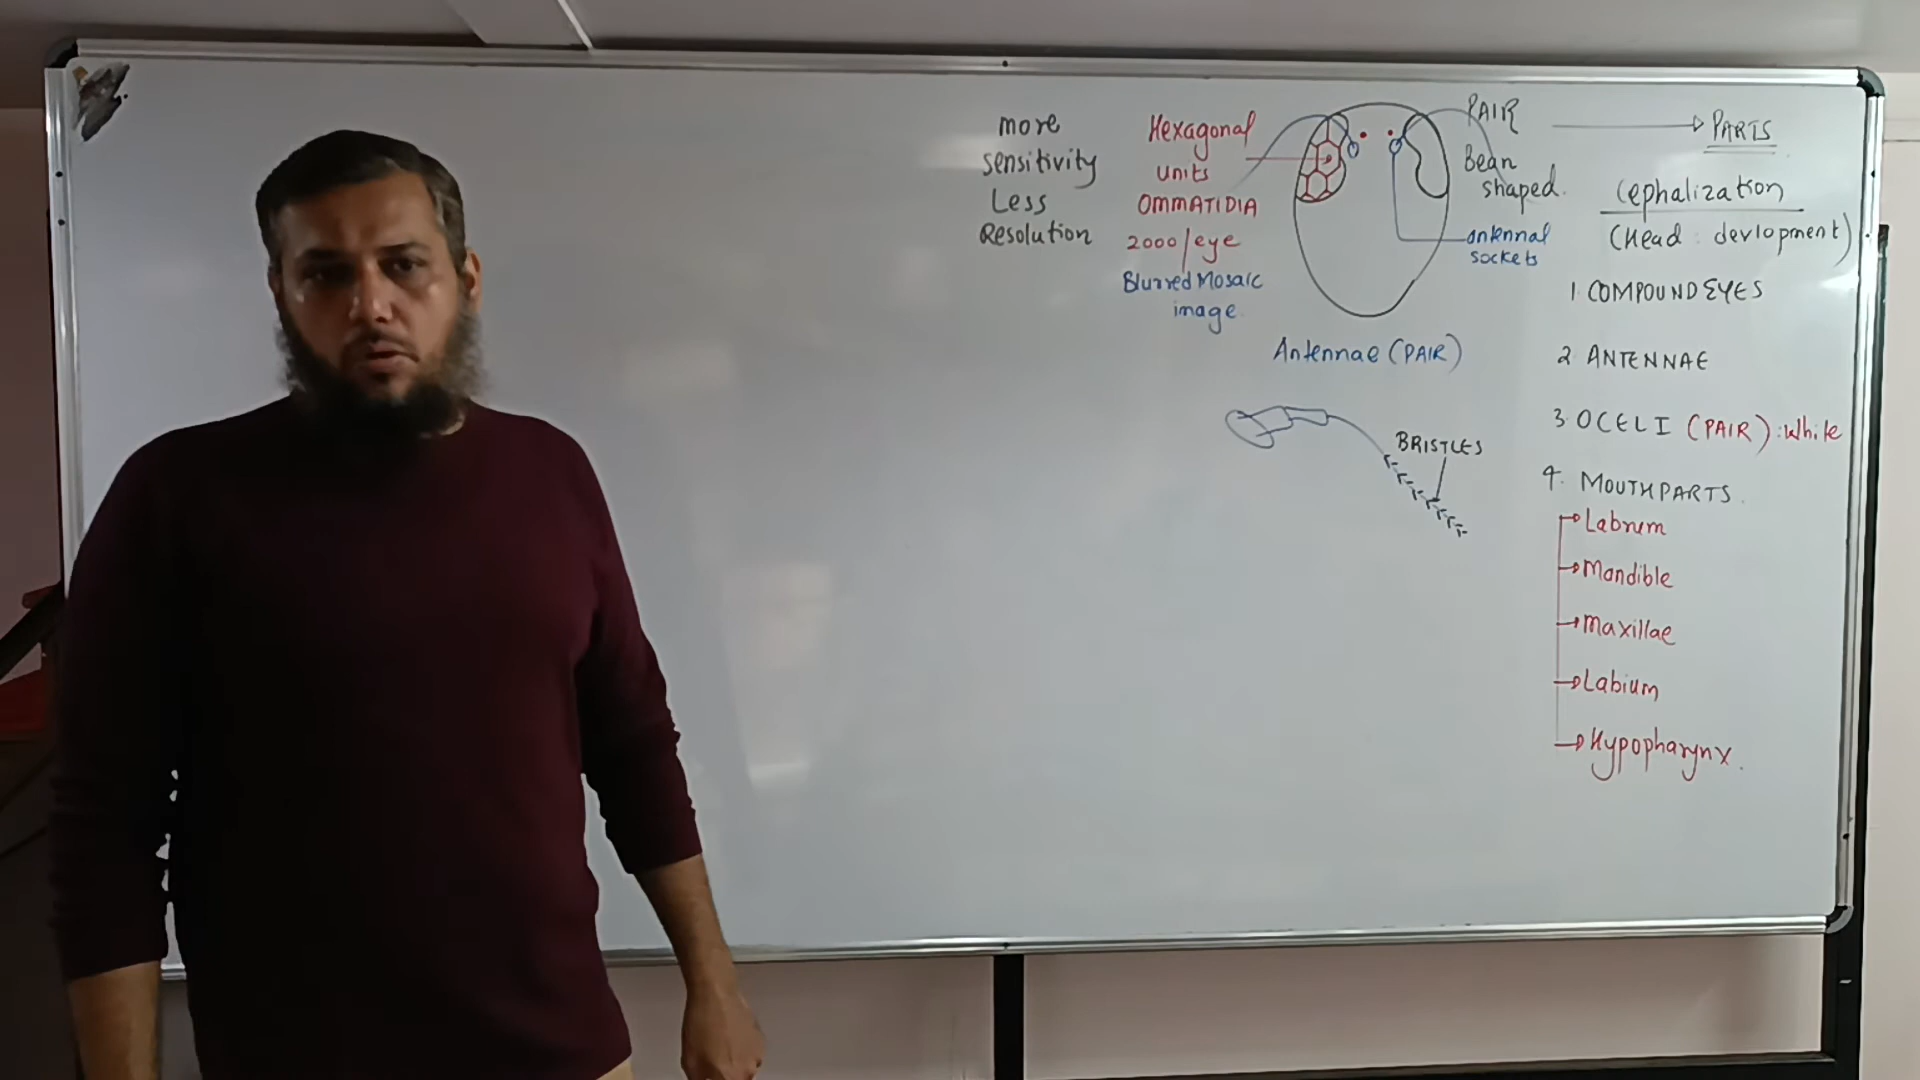 more
sensitivity
Less
Resolution
Hexagonal
units
OMMATIDIA
2000/eye
Blurred Mosaic
image
PAIR
Bean
shaped.
antennal
sockets
Antennae (PAIR)
BRISTLES
PARTS
Cephalization
(Head : devlopment)
1. COMPOUND EYES
2 ANTENNAE
3. OCELI (PAIR) : White
4. MOUTHPARTS.
Labrum
Mandible
Maxillae
Labium
Hypopharynx.